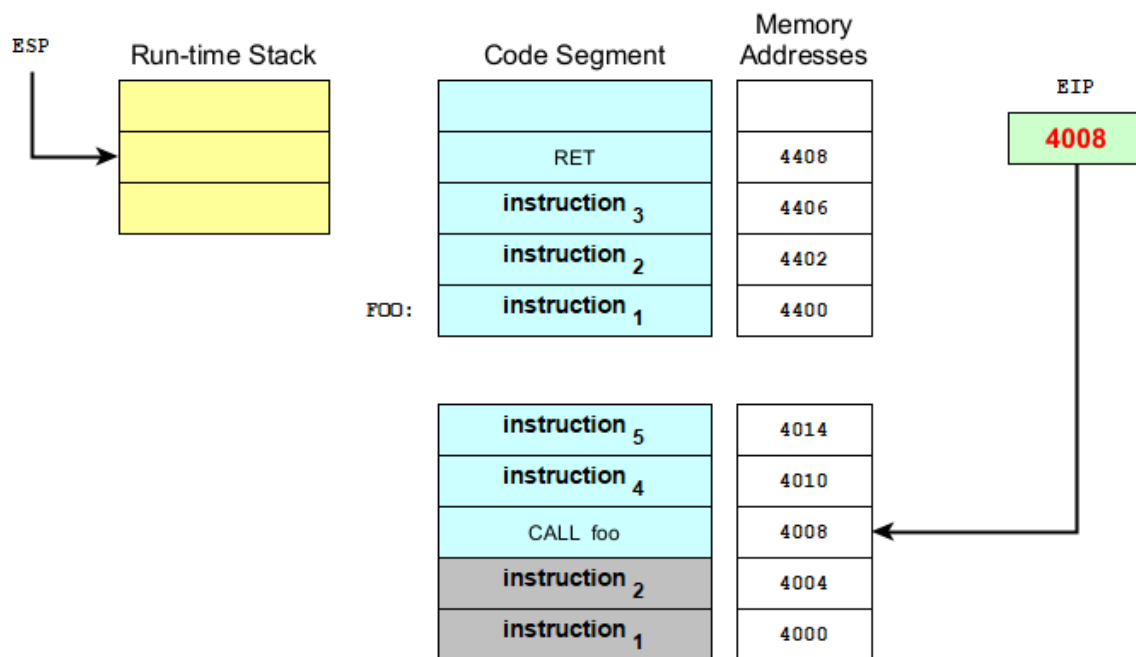 ESP
Run-time Stack
Code Segment
Memory
Addresses
EIP
4008
RET
4408
instruction 3
4406
instruction 2
4402
FOO:
instruction 1
4400
instruction 5
4014
instruction 4
4010
CALL foo
4008
instruction 2
4004
instruction 1
4000